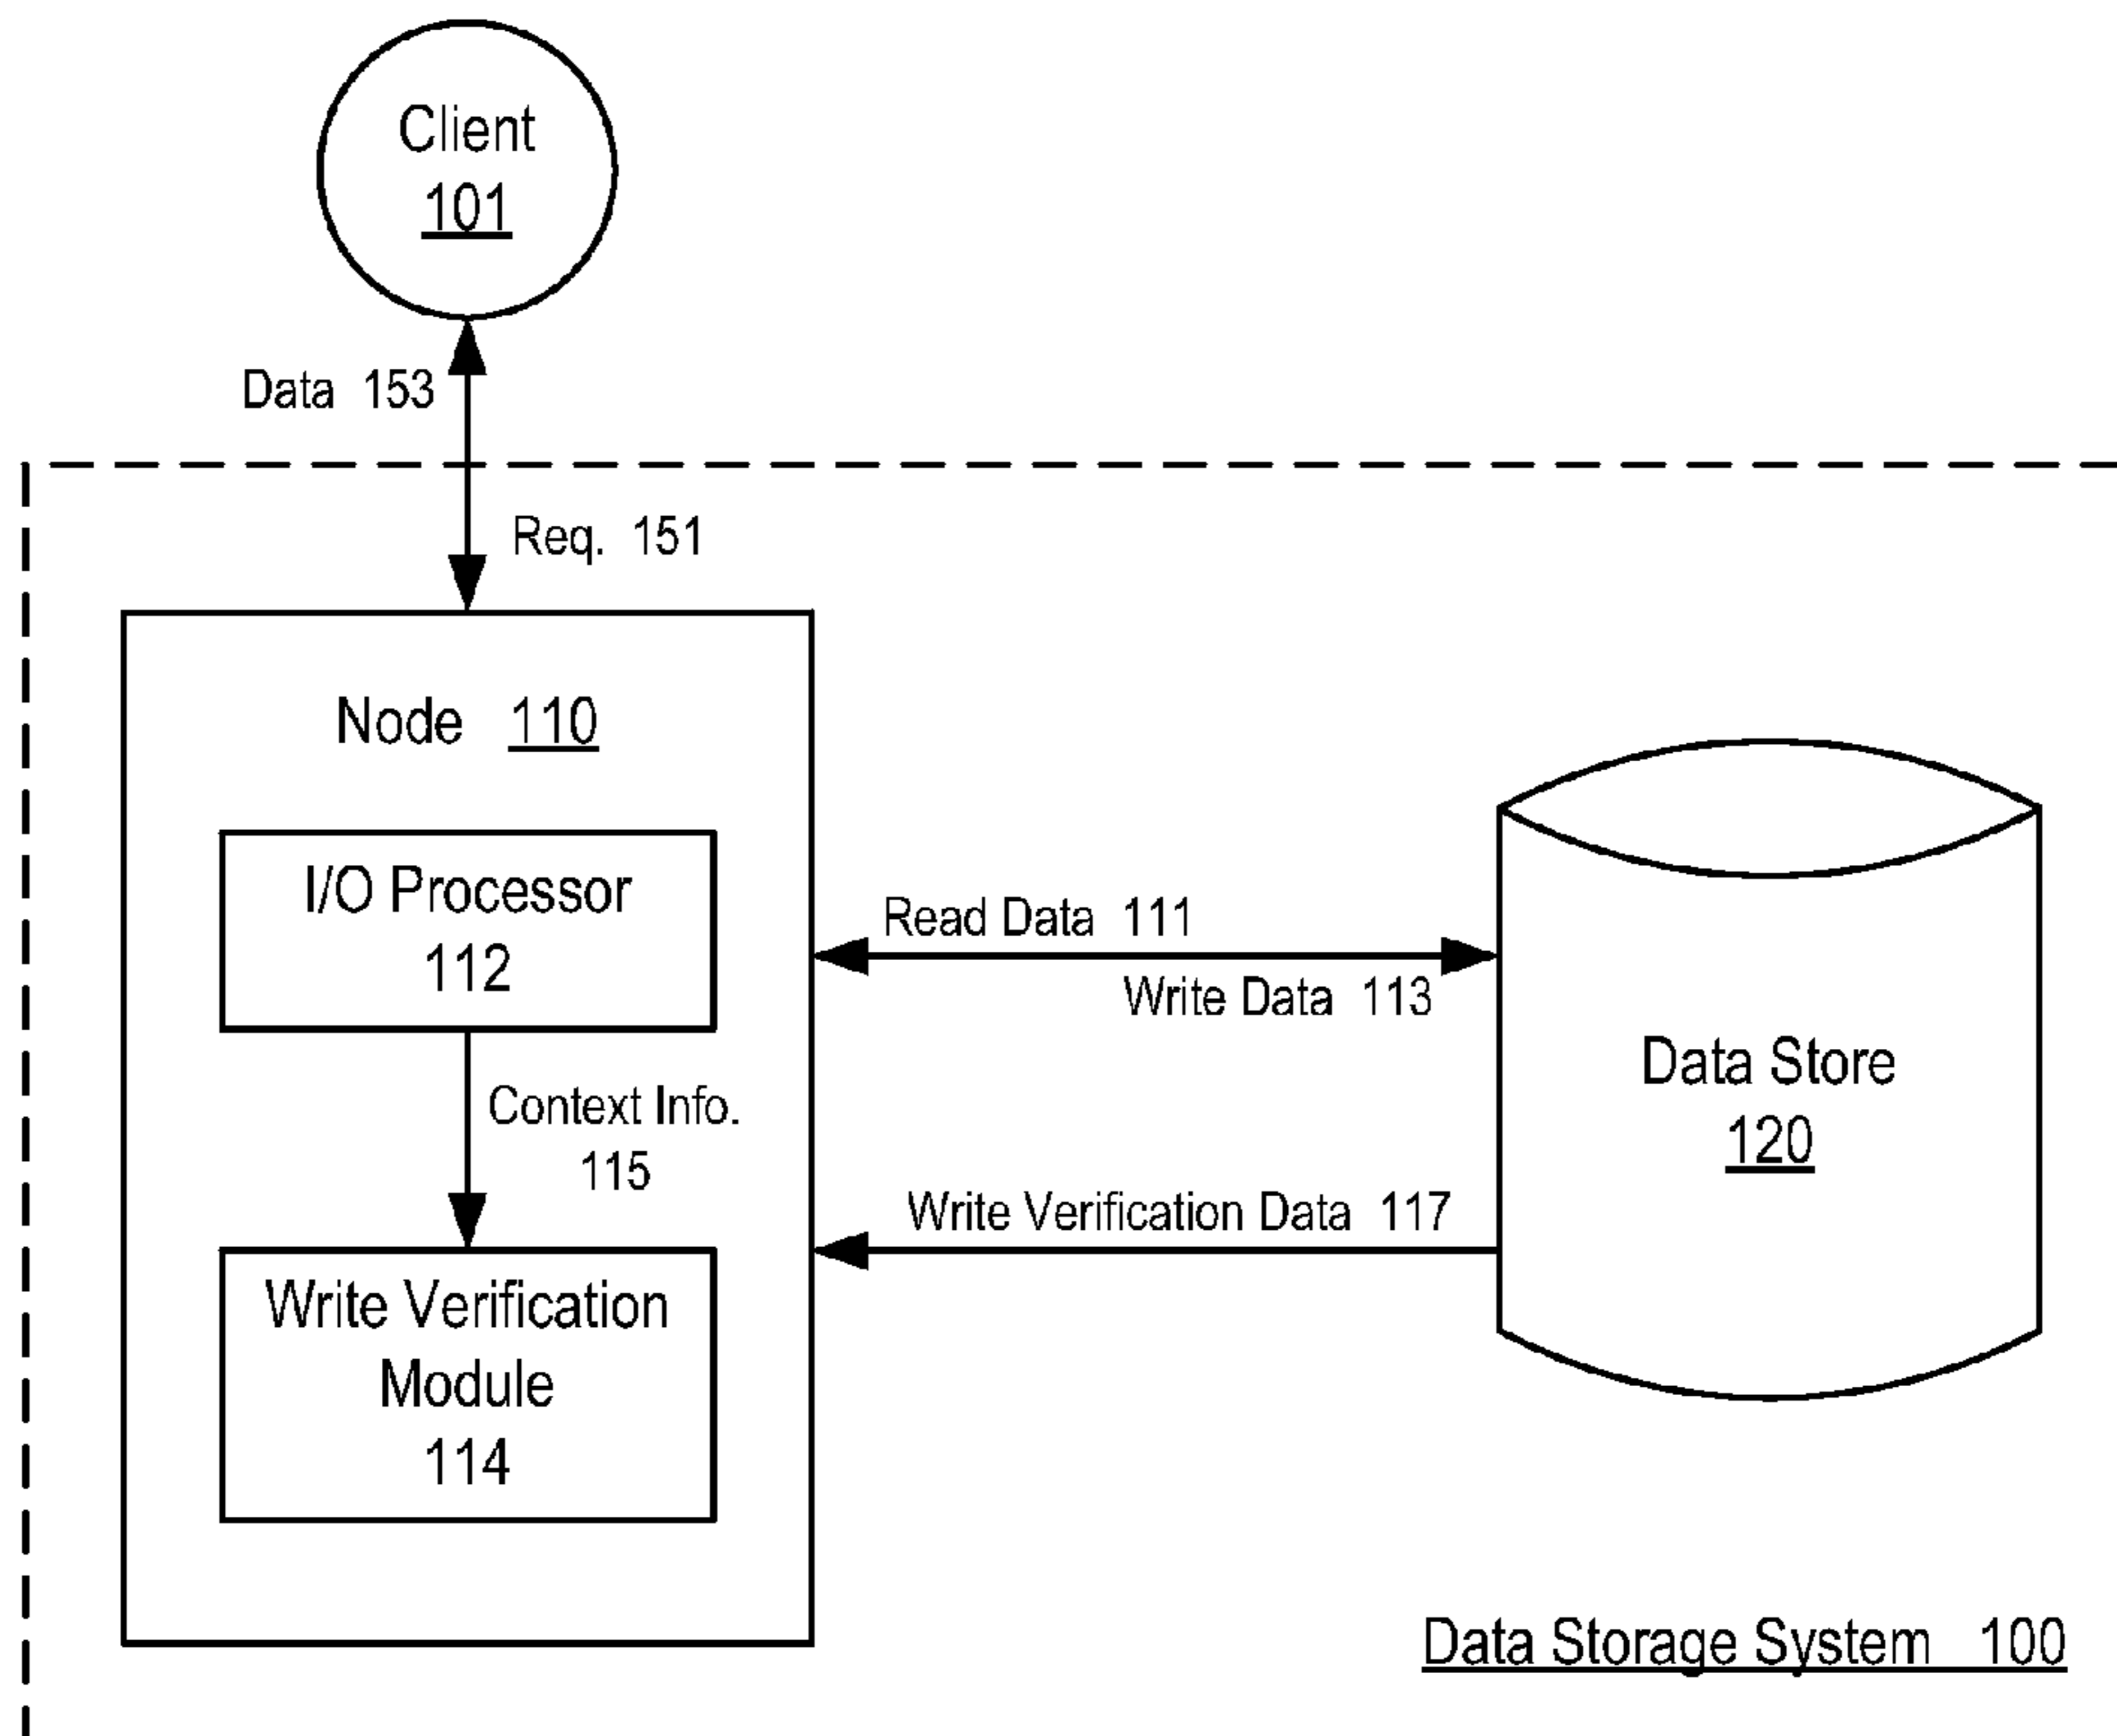 Client
101
Data 153
Req. 151
Node 110
I/O Processor
112
Read Data 111
Write Data 113
Context Info.
115
Data Store
120
Write Verification Data 117
Write Verification
Module
114
Data Storage System 100